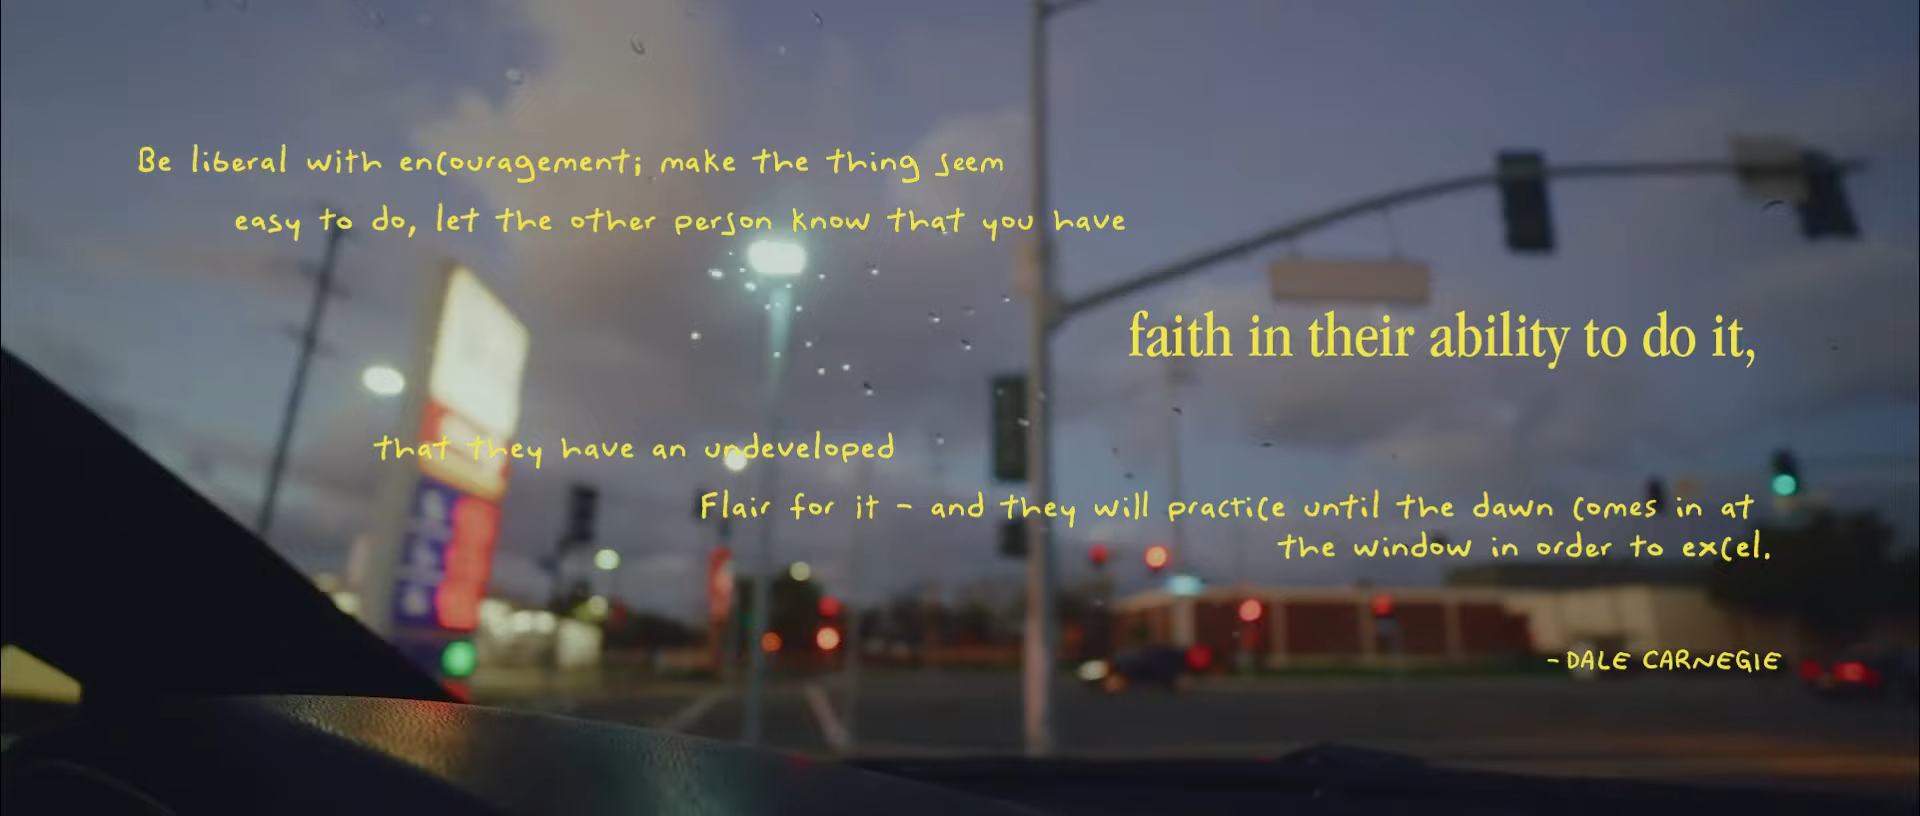 Be liberal with encouragement; make the thing seem
easy to do, let the other person know that you have
faith in their ability to do it,
that they have an undeveloped
Flair for it - and they will practice until the dawn comes in at
the window in order to excel.
- DALE CARNEGIE